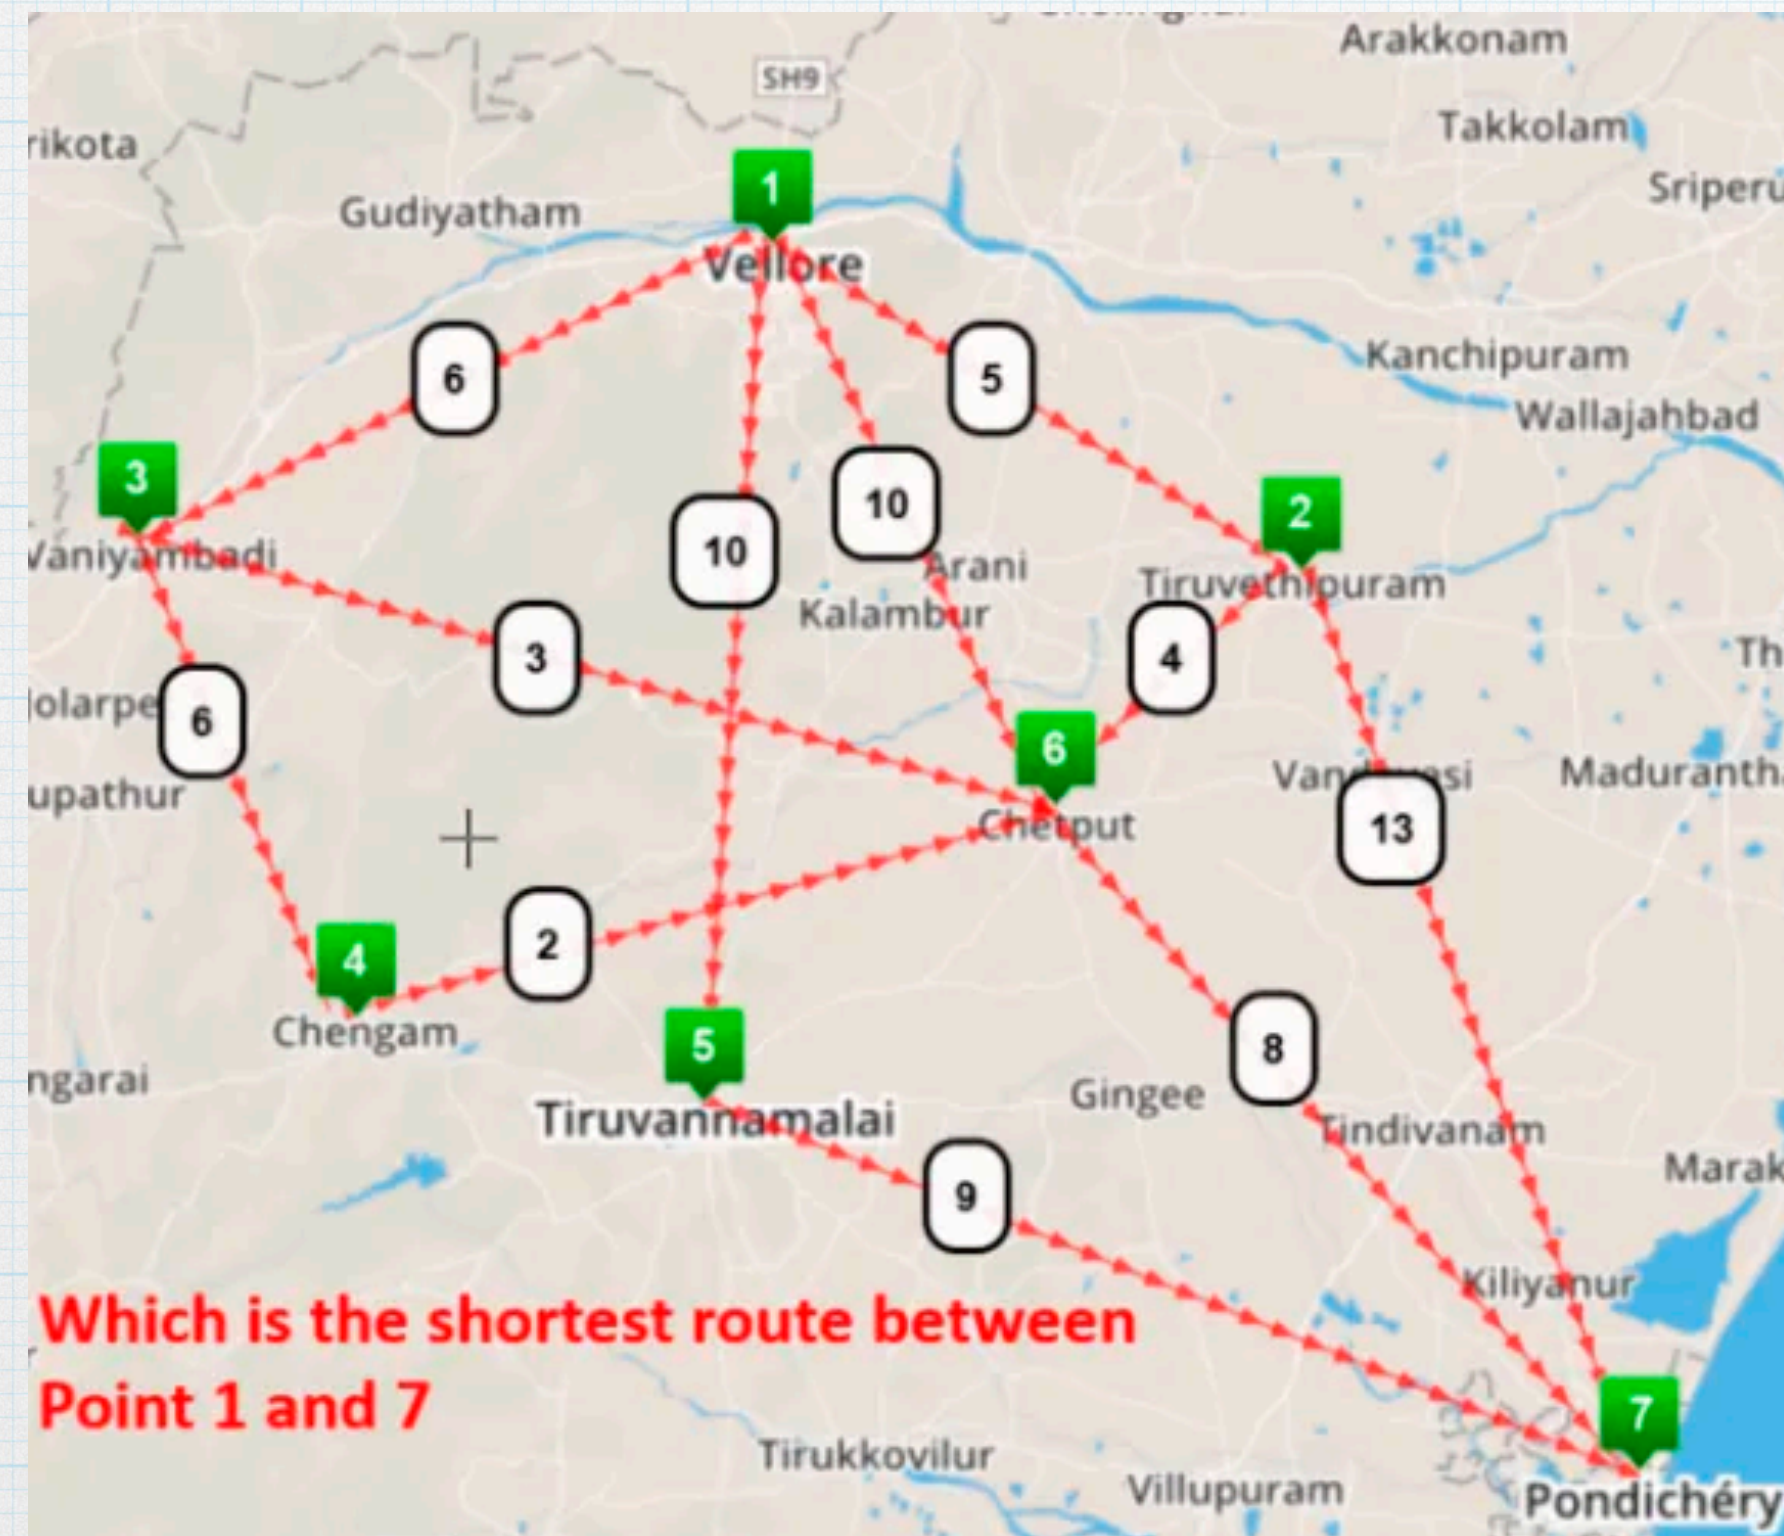 Arakkonam
SH9
Takkolam
rikota
1
Sriperu
Gudiyatham
Vellore
Kanchipuram
6
5
Wallajahbad
3
2
10
10
Vaniyambadi
Arani
Tiruvethipuram
Kalambur
3
4
Th
olarpe
6
6
Vandavasi
Madurantha
upathur
Chetput
13
4
2
Chengam
5
8
ngarai
Gingee
Tiruvannamalai
Tindivanam
Marak
9
Kiliyanur
Which is the shortest route between
Point 1 and 7
7
Tirukkovilur
Villupuram
Pondichéry